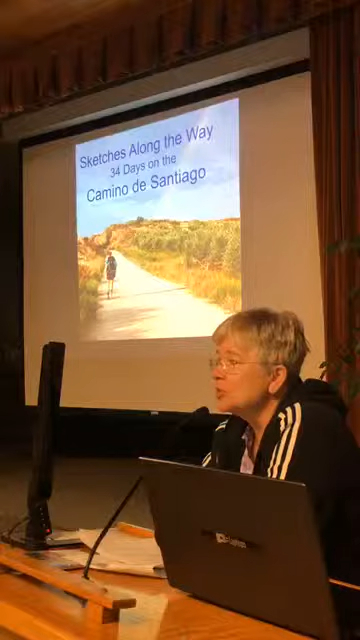 Sketches Along the Way
34 Days on the
Camino de Santiago